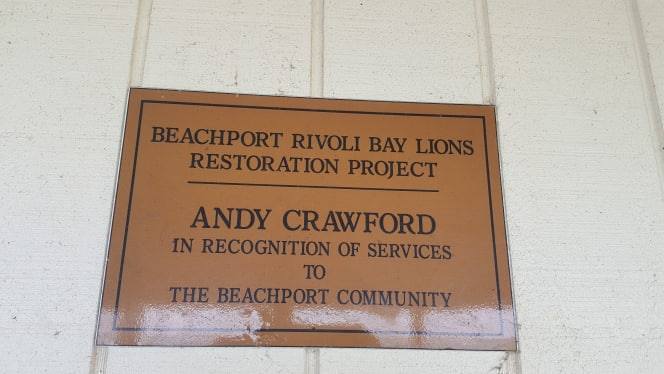 BEACHPORT RIVOLI BAY LIONS
RESTORATION PROJECT
ANDY CRAWFORD
IN RECOGNITION OF SERVICES
TO
THE BEACHPORT COMMUNITY